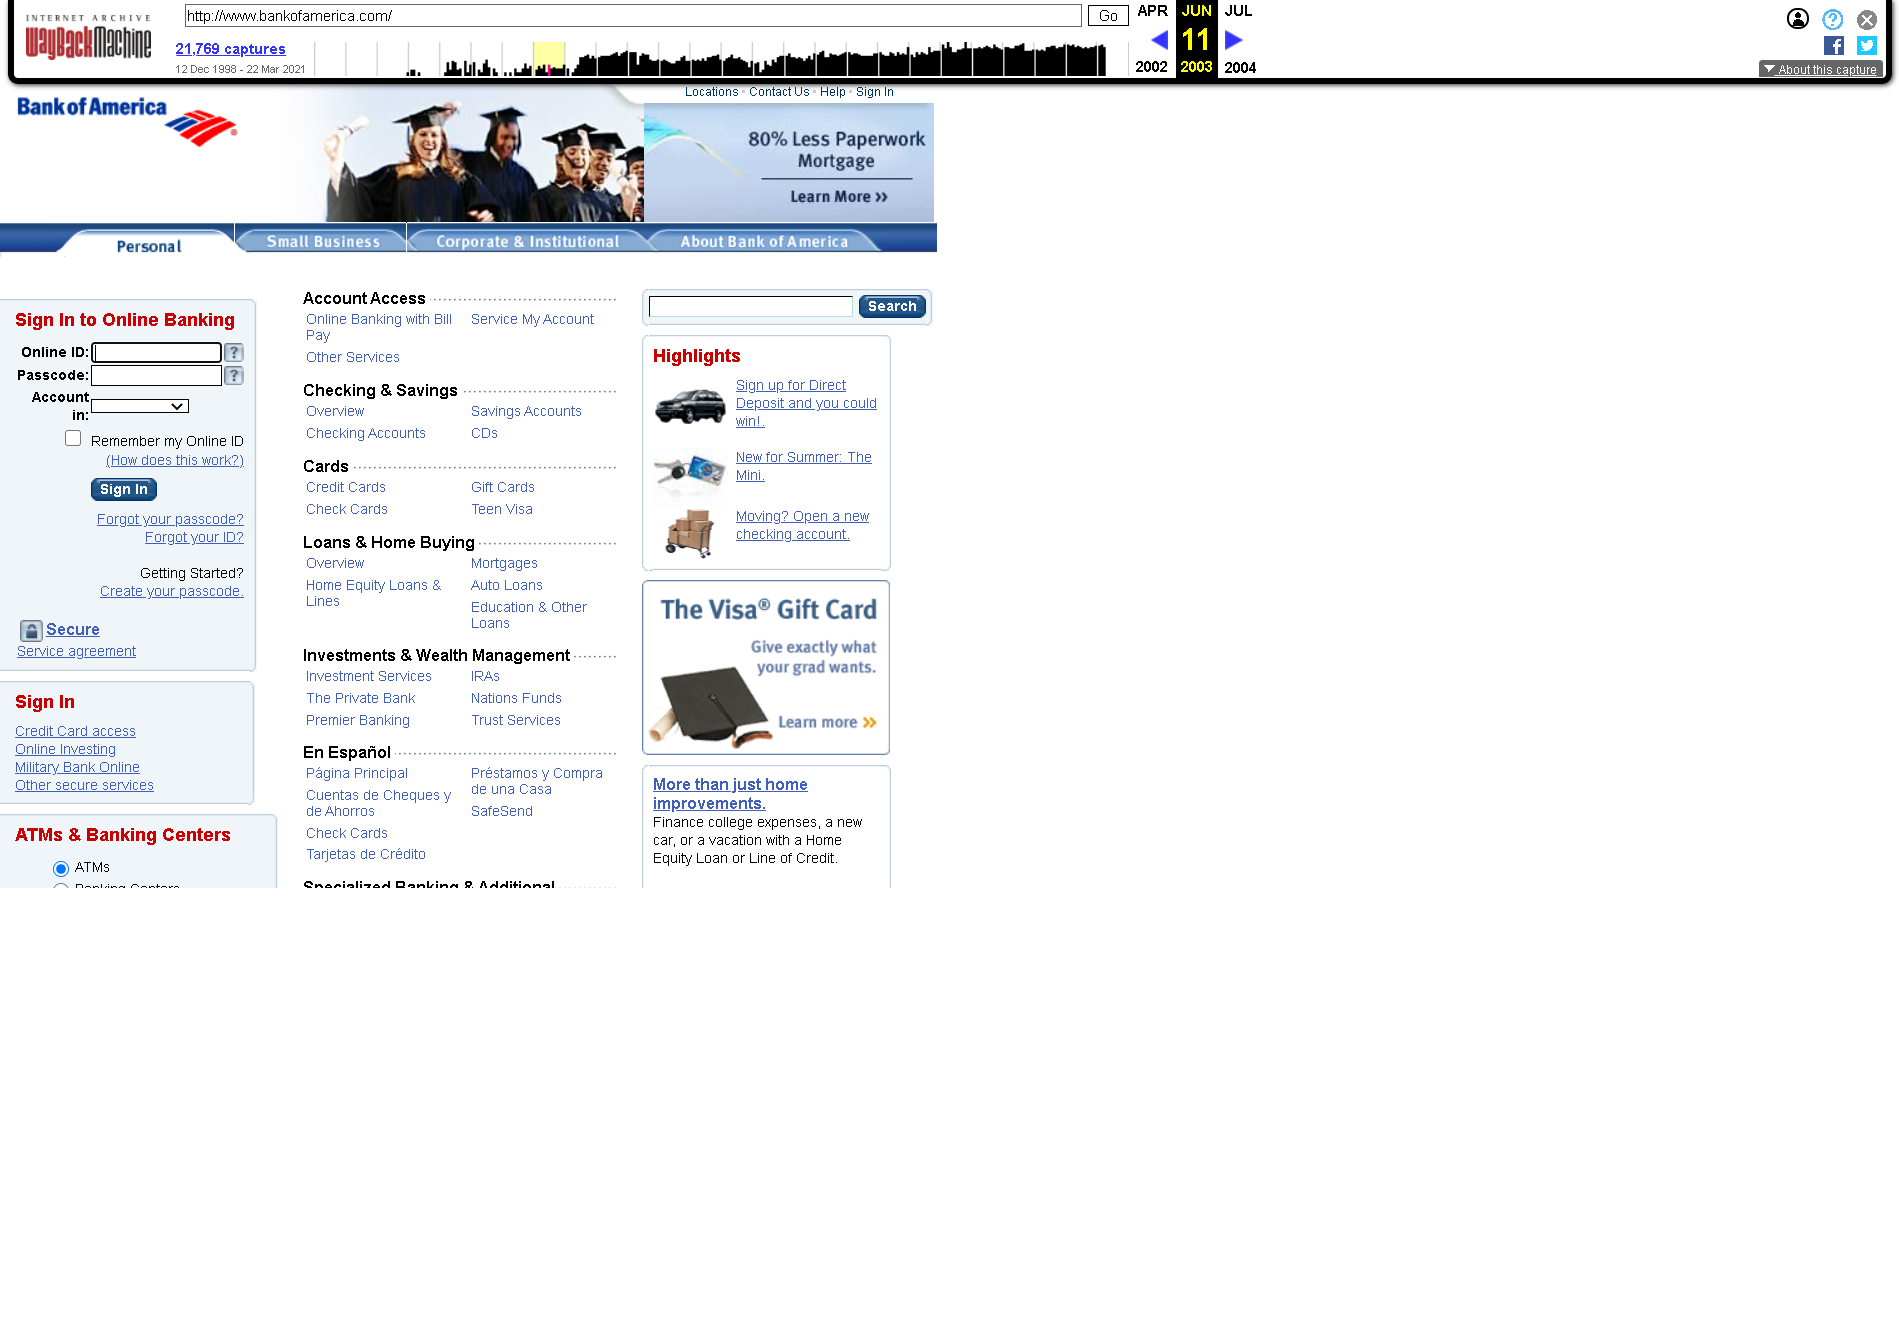 INTERNET ARCHIVE
WayBackMachine
http://www.bankofamerica.com/
Go
21,769 captures
12 Dec 1998 - 22 Mar 2021
APR JUN JUL
11
2002 2003 2004
About this capture
Bank of America
Locations · Contact Us · Help · Sign In
80% Less Paperwork
Mortgage
Learn More >>
Personal
Small Business
Corporate & Institutional
About Bank of America
Sign In to Online Banking
Online ID: ?
Passcode: ?
Account
in:
Remember my Online ID
(How does this work?)
Sign In
Forgot your passcode?
Forgot your ID?
Getting Started?
Create your passcode.
Secure
Service agreement
Sign In
Credit Card access
Online Investing
Military Bank Online
Other secure services
ATMs & Banking Centers
ATMs
Banking Centers
Account Access
Online Banking with Bill
Pay
Service My Account
Other Services
Checking & Savings
Overview
Savings Accounts
Checking Accounts
CDs
Cards
Credit Cards
Gift Cards
Check Cards
Teen Visa
Loans & Home Buying
Overview
Mortgages
Home Equity Loans &
Lines
Auto Loans
Education & Other
Loans
Investments & Wealth Management
Investment Services
IRAs
The Private Bank
Nations Funds
Premier Banking
Trust Services
En Español
Página Principal
Préstamos y Compra
de una Casa
Cuentas de Cheques y
de Ahorros
SafeSend
Check Cards
Tarjetas de Crédito
Specialized Banking & Additional
Search
Highlights
Sign up for Direct
Deposit and you could
win!.
New for Summer: The
Mini.
Moving? Open a new
checking account.
The Visa® Gift Card
Give exactly what
your grad wants.
Learn more >>
More than just home
improvements.
Finance college expenses, a new
car, or a vacation with a Home
Equity Loan or Line of Credit.